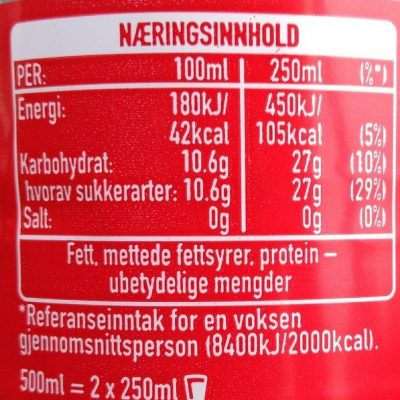 NÆRINGSINNHOLD
PER: 100ml 250ml (%*)
Energi: 180kJ/ 450kJ/
42kcal 105kcal (5%)
Karbohydrat: 10.6g 27g (10%)
hvorav sukkerarter: 10.6g 27g (29%)
Salt: 0g 0g (0%)
Fett, mettede fettsyrer, protein –
ubetydelige mengder
*Referanseinntak for en voksen
gjennomsnittsperson (8400kJ/2000kcal).
500ml = 2 x 250ml